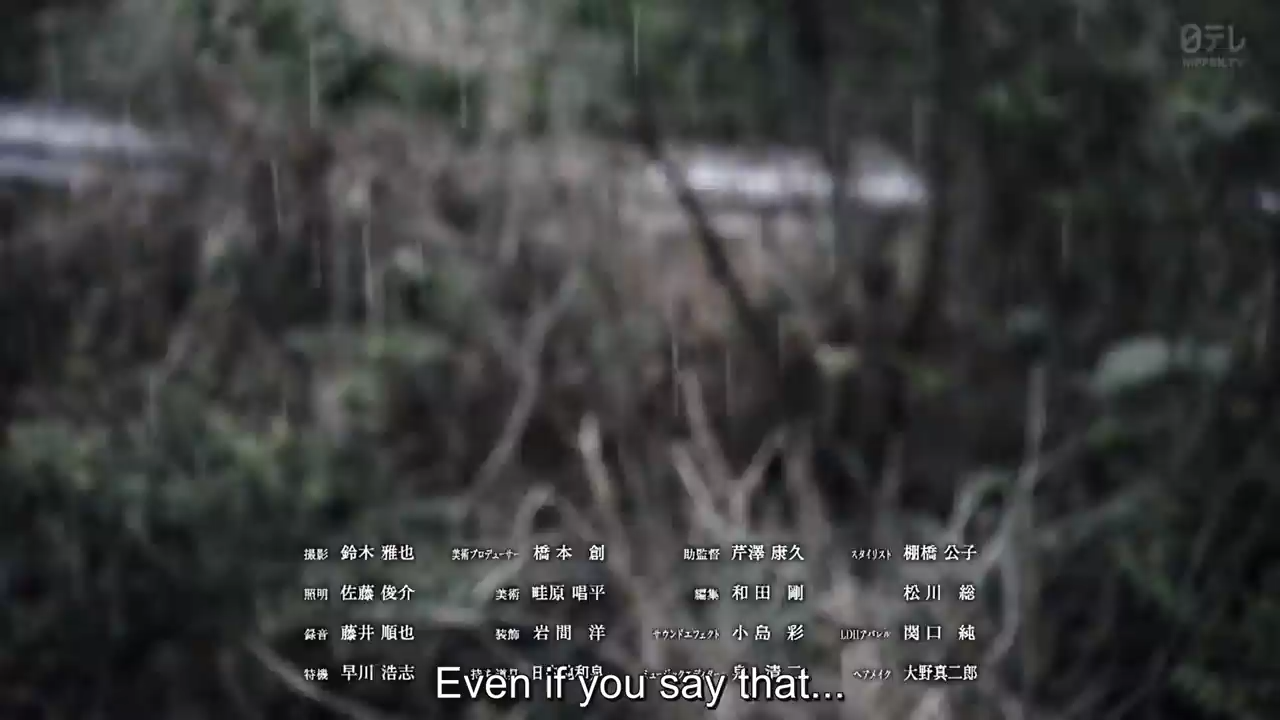 日テレ
NIPPON TV
撮影 鈴木 雅也 美術プロデューサー 橋本 創 助監督 芹澤 康久 スタイリスト 棚橋 公子
照明 佐藤 俊介 美術 畦原 唱平 編集 和田 剛 松川 総
録音 藤井 順也 装飾 岩間 洋 サウンドエフェクト 小島 彩 LDHアパレル 関口 純
特機 早川 浩志 ヘアメイク 大野真二郎
Even if you say that...